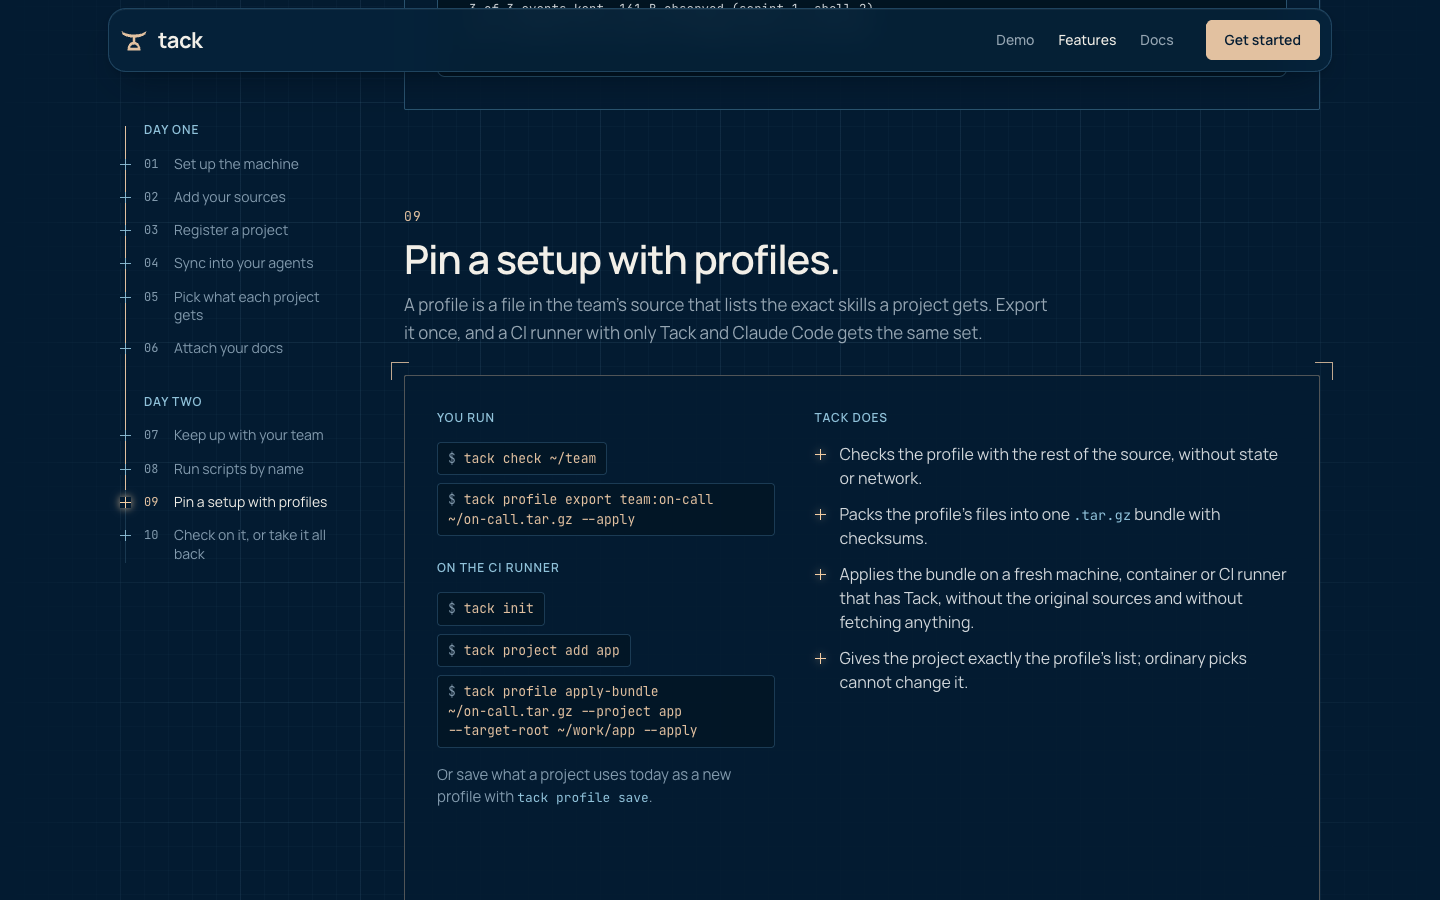 3 of 3 events kept, 161 B observed (script 1, shell 2)
tack
Demo
Features
Docs
Get started
DAY ONE
01 Set up the machine
02 Add your sources
03 Register a project
04 Sync into your agents
05 Pick what each project
gets
06 Attach your docs
DAY TWO
07 Keep up with your team
08 Run scripts by name
09 Pin a setup with profiles
10 Check on it, or take it all
back
09
Pin a setup with profiles.
A profile is a file in the team's source that lists the exact skills a project gets. Export
it once, and a CI runner with only Tack and Claude Code gets the same set.
YOU RUN
$ tack check ~/team
$ tack profile export team:on-call
~/on-call.tar.gz --apply
ON THE CI RUNNER
$ tack init
$ tack project add app
$ tack profile apply-bundle
~/on-call.tar.gz --project app
--target-root ~/work/app --apply
Or save what a project uses today as a new
profile with tack profile save.
TACK DOES
Checks the profile with the rest of the source, without state
or network.
Packs the profile's files into one .tar.gz bundle with
checksums.
Applies the bundle on a fresh machine, container or CI runner
that has Tack, without the original sources and without
fetching anything.
Gives the project exactly the profile's list; ordinary picks
cannot change it.